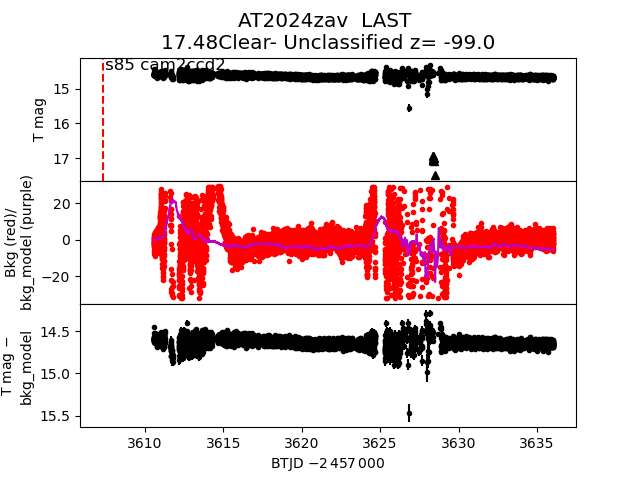 AT2024zav LAST
17.48Clear- Unclassified z= -99.0
s85 cam2ccd2
T mag
15
16
17
Bkg (red)/
bkg_model (purple)
20
0
−20
T mag −
bkg_model
14.5
15.0
15.5
3610 3615 3620 3625 3630 3635
BTJD −2 457 000